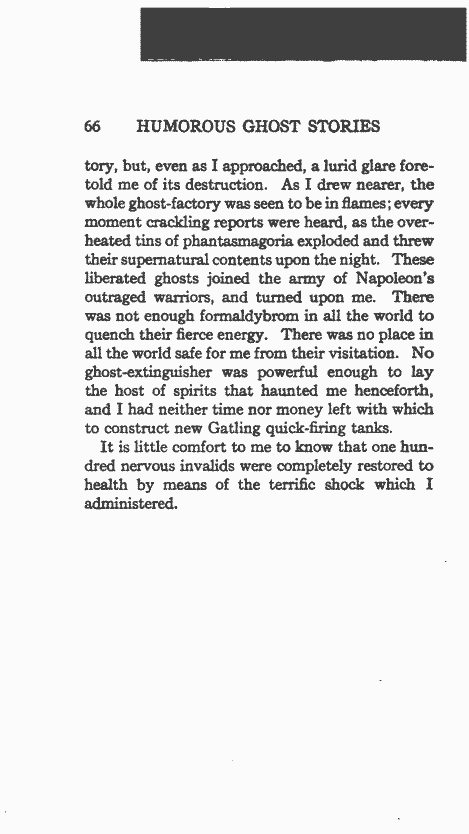 66 HUMOROUS GHOST STORIES
tory, but, even as I approached, a lurid glare fore-
told me of its destruction. As I drew nearer, the
whole ghost-factory was seen to be in flames; every
moment crackling reports were heard, as the over-
heated tins of phantasmagoria exploded and threw
their supernatural contents upon the night. These
liberated ghosts joined the army of Napoleon's
outraged warriors, and turned upon me. There
was not enough formaldybrom in all the world to
quench their fierce energy. There was no place in
all the world safe for me from their visitation. No
ghost-extinguisher was powerful enough to lay
the host of spirits that haunted me henceforth,
and I had neither time nor money left with which
to construct new Gatling quick-firing tanks.
It is little comfort to me to know that one hun-
dred nervous invalids were completely restored to
health by means of the terrific shock which I
administered.